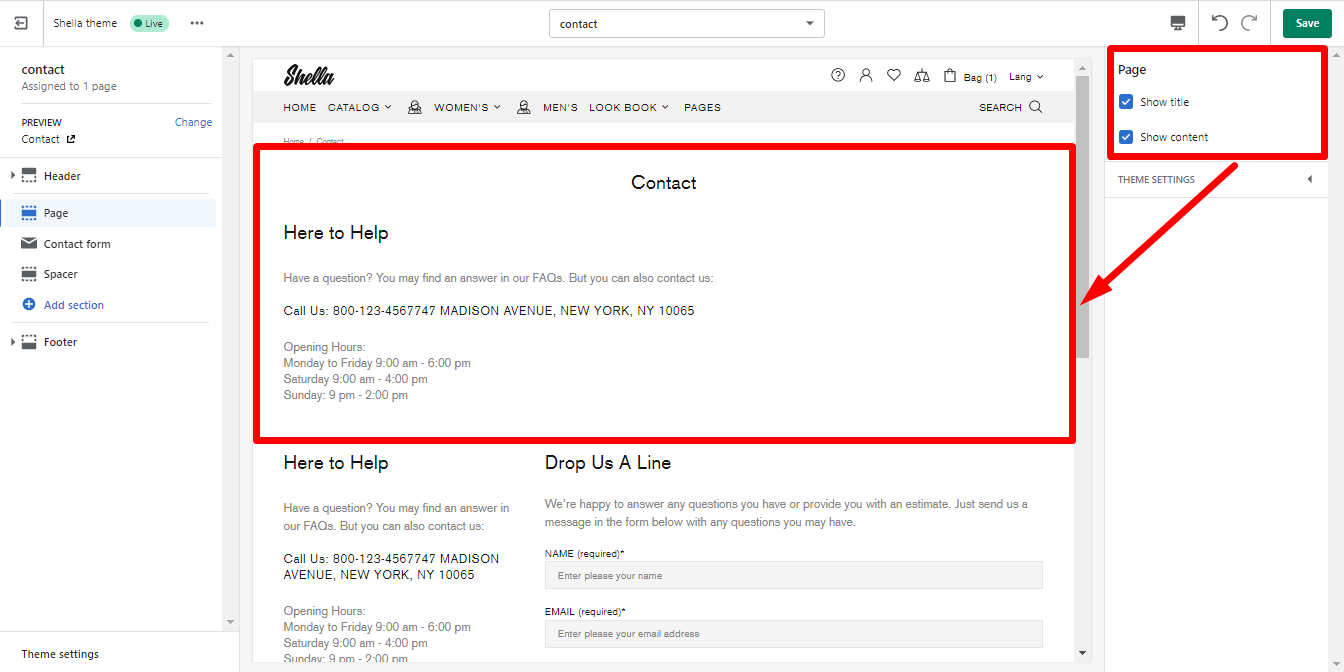 Shella theme
Live
contact
Save
contact
Assigned to 1 page
PREVIEW
Change
Contact
Header
Page
Contact form
Spacer
Add section
Footer
Theme settings
Shella
Bag (1)
Lang
HOME CATALOG WOMEN'S MEN'S LOOK BOOK PAGES
SEARCH
Home / Contact
Contact
Here to Help
Have a question? You may find an answer in our FAQs. But you can also contact us:
Call Us: 800-123-4567747 MADISON AVENUE, NEW YORK, NY 10065
Opening Hours:
Monday to Friday 9:00 am - 6:00 pm
Saturday 9:00 am - 4:00 pm
Sunday: 9 pm - 2:00 pm
Here to Help
Have a question? You may find an answer in
our FAQs. But you can also contact us:
Call Us: 800-123-4567747 MADISON
AVENUE, NEW YORK, NY 10065
Opening Hours:
Monday to Friday 9:00 am - 6:00 pm
Saturday 9:00 am - 4:00 pm
Sunday: 9 pm - 2:00 pm
Drop Us A Line
We're happy to answer any questions you have or provide you with an estimate. Just send us a
message in the form below with any questions you may have.
NAME (required)*
Enter please your name
EMAIL (required)*
Enter please your email address
Page
Show title
Show content
THEME SETTINGS